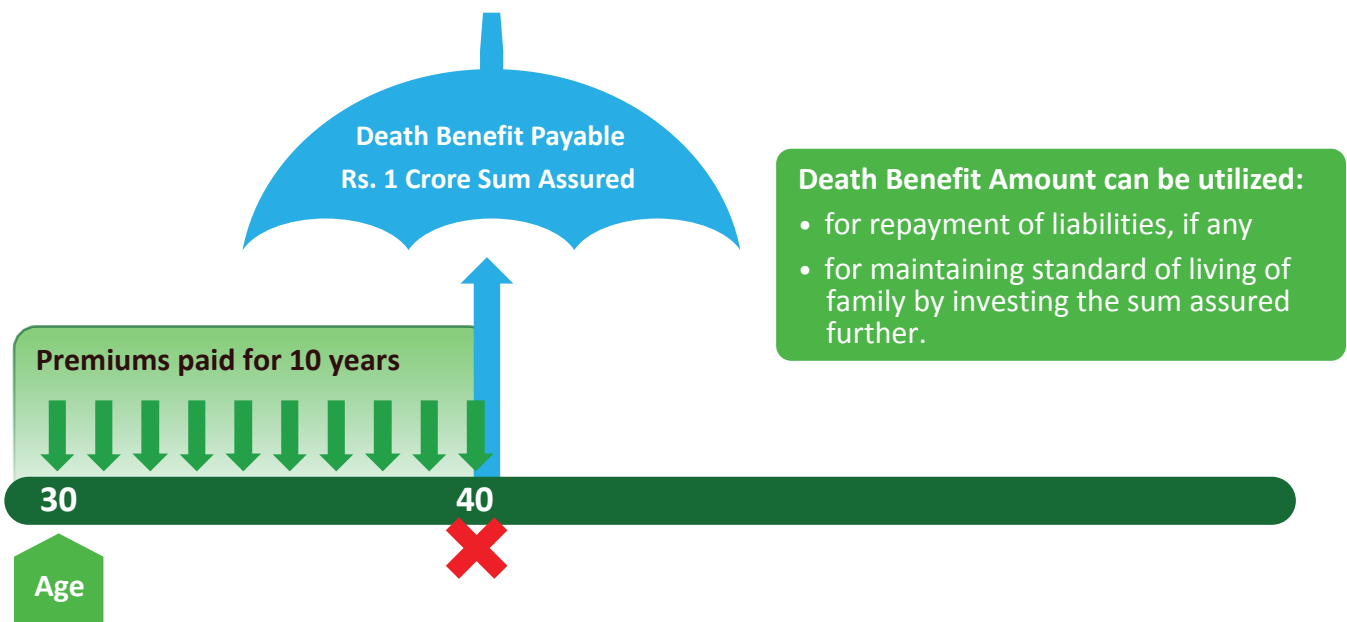 Death Benefit Payable
Rs. 1 Crore Sum Assured
Death Benefit Amount can be utilized:
• for repayment of liabilities, if any
• for maintaining standard of living of
family by investing the sum assured
further.
Premiums paid for 10 years
30
40
Age